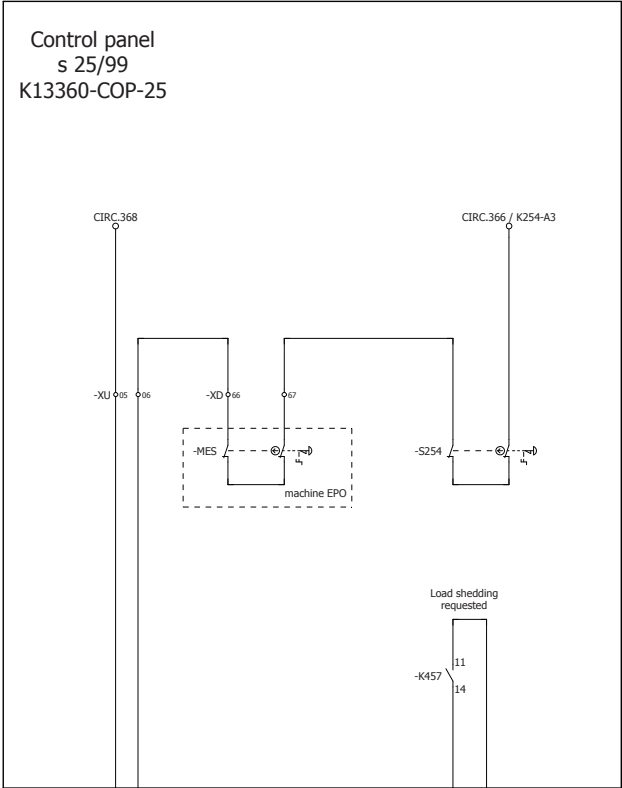 Control panel
s 25/99
K13360-COP-25
CIRC.368
CIRC.366 / K254-A3
-XU 05 06
-XD 66 67
-MES
-S254
machine EPO
Load shedding
requested
11
-K457
14